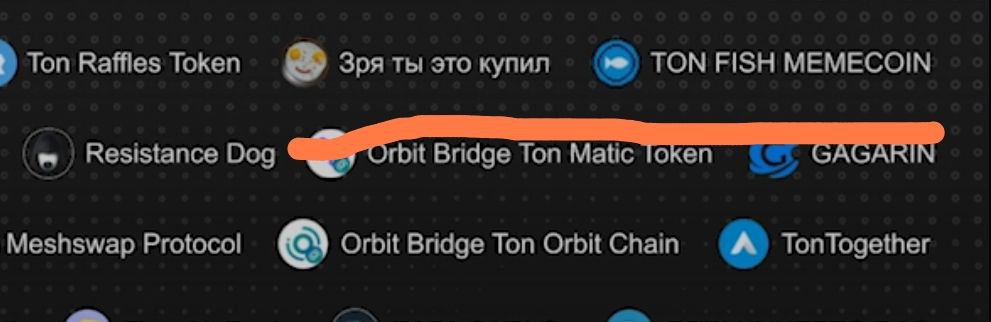 Ton Raffles Token Зря ты это купил TON FISH MEMECOIN
Resistance Dog Orbit Bridge Ton Matic Token GAGARIN
Meshswap Protocol Orbit Bridge Ton Orbit Chain TonTogether